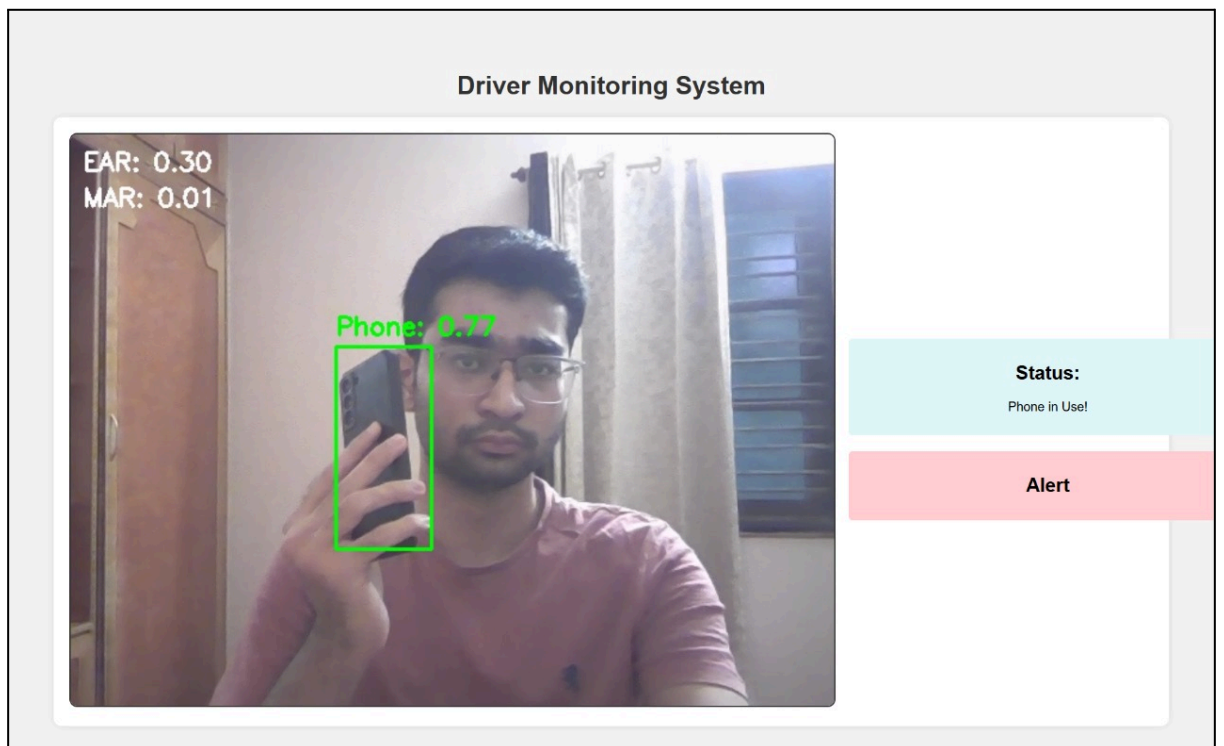 Driver Monitoring System
EAR: 0.30
MAR: 0.01
Phone: 0.77
Status:
Phone in Use!
Alert